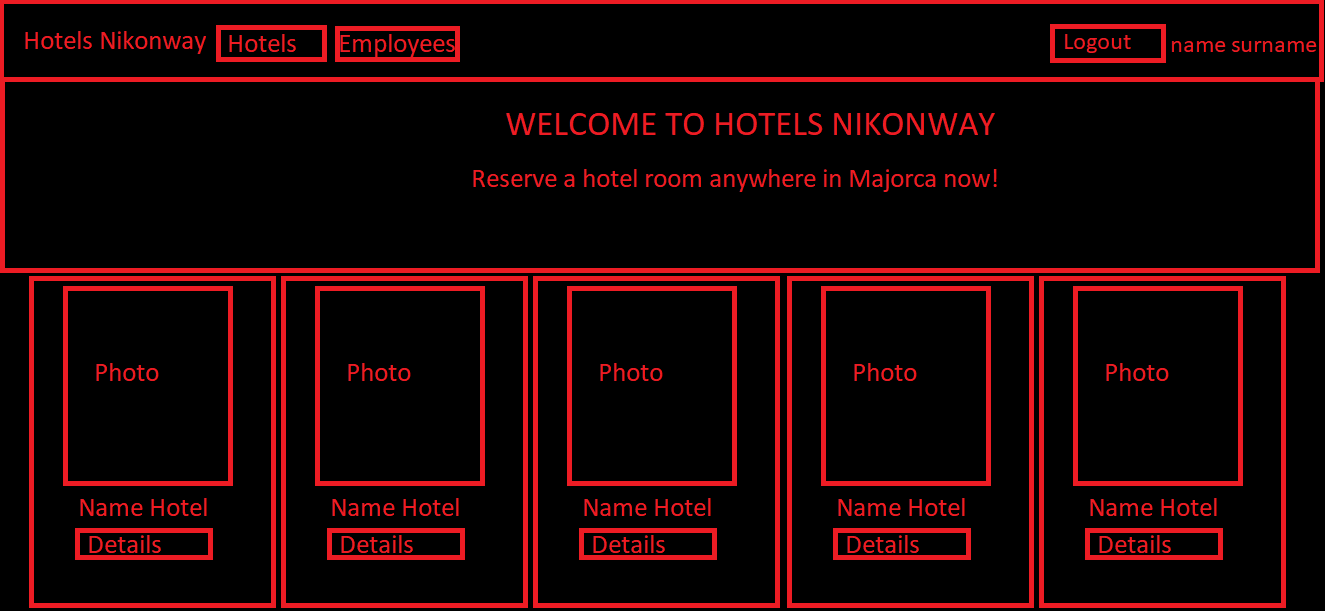 Hotels Nikonway Hotels Employees Logout name surname
WELCOME TO HOTELS NIKONWAY
Reserve a hotel room anywhere in Majorca now!
Photo Photo Photo Photo Photo
Name Hotel Name Hotel Name Hotel Name Hotel Name Hotel
Details Details Details Details Details